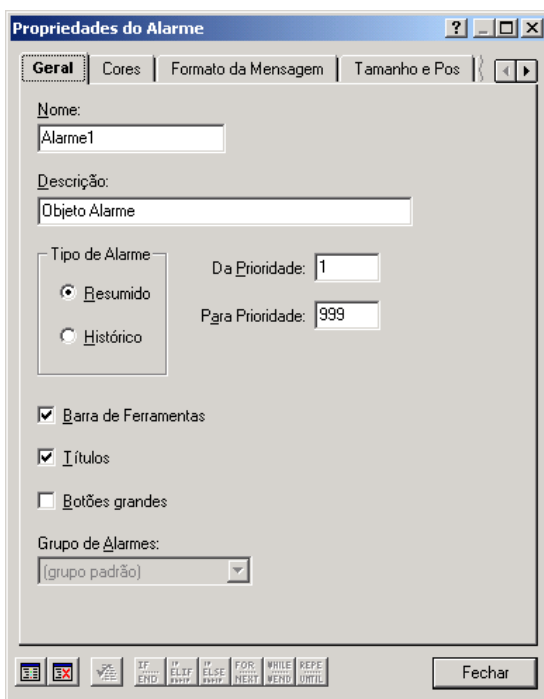 Propriedades do Alarme
Geral Cores Formato da Mensagem Tamanho e Pos
Nome:
Alarme1
Descrição:
Objeto Alarme
Tipo de Alarme
Resumido
Histórico
Da Prioridade: 1
Para Prioridade: 999
Barra de Ferramentas
Títulos
Botões grandes
Grupo de Alarmes:
(grupo padrão)
IF END
IF ELIF
IF ELSE
FOR NEXT
WHILE WEND
REPE UNTIL
Fechar